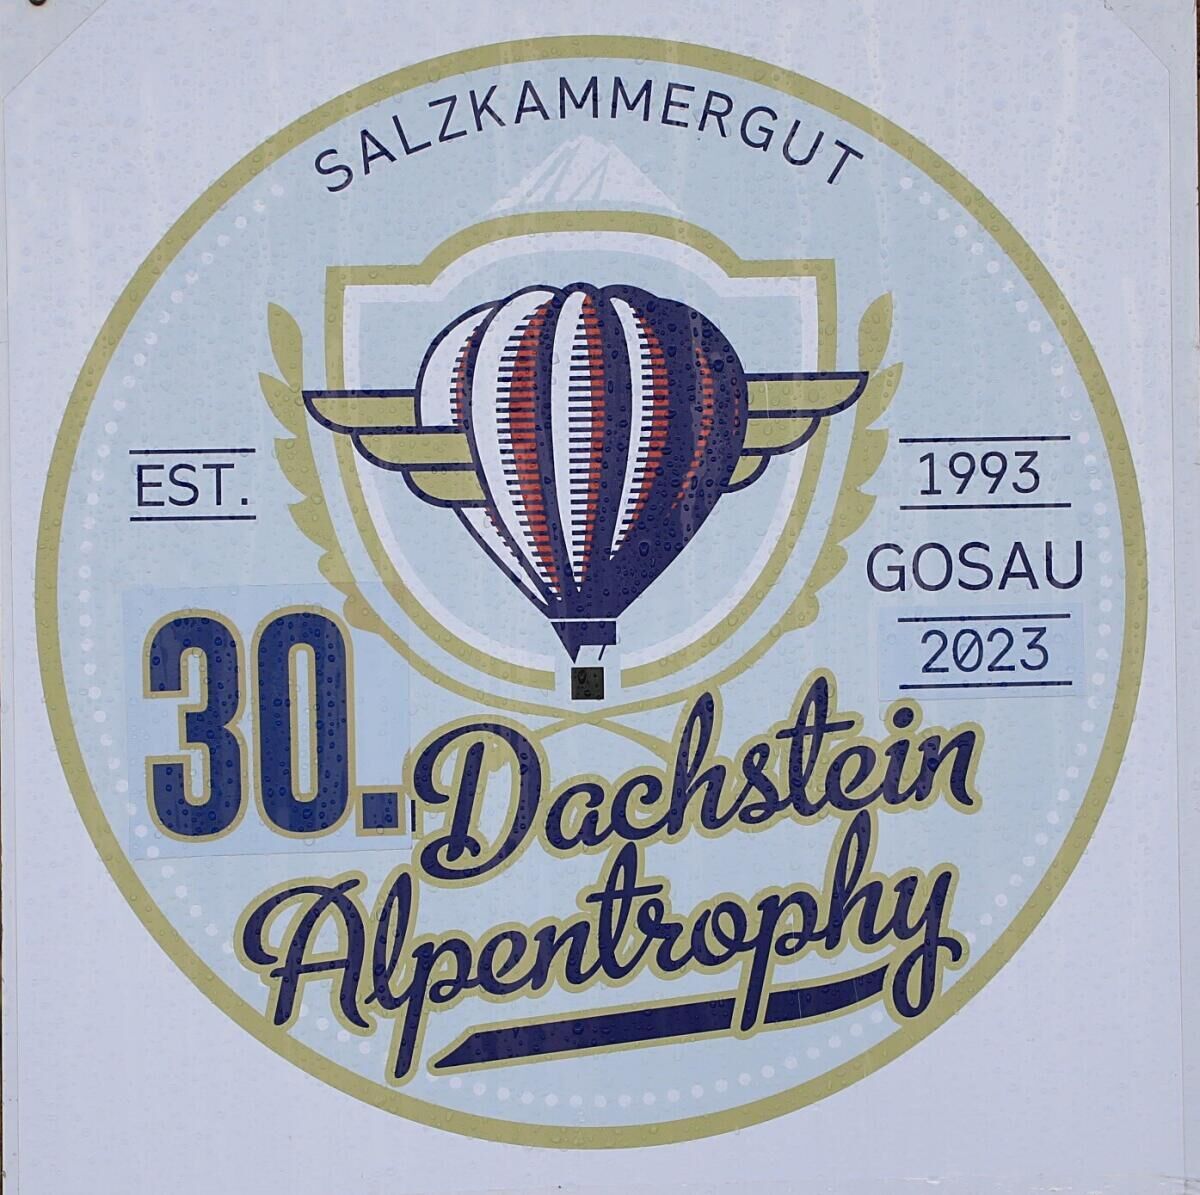 SALZKAMMERGUT
EST.
1993
GOSAU
2023
30. Dachstein
Alpentrophy